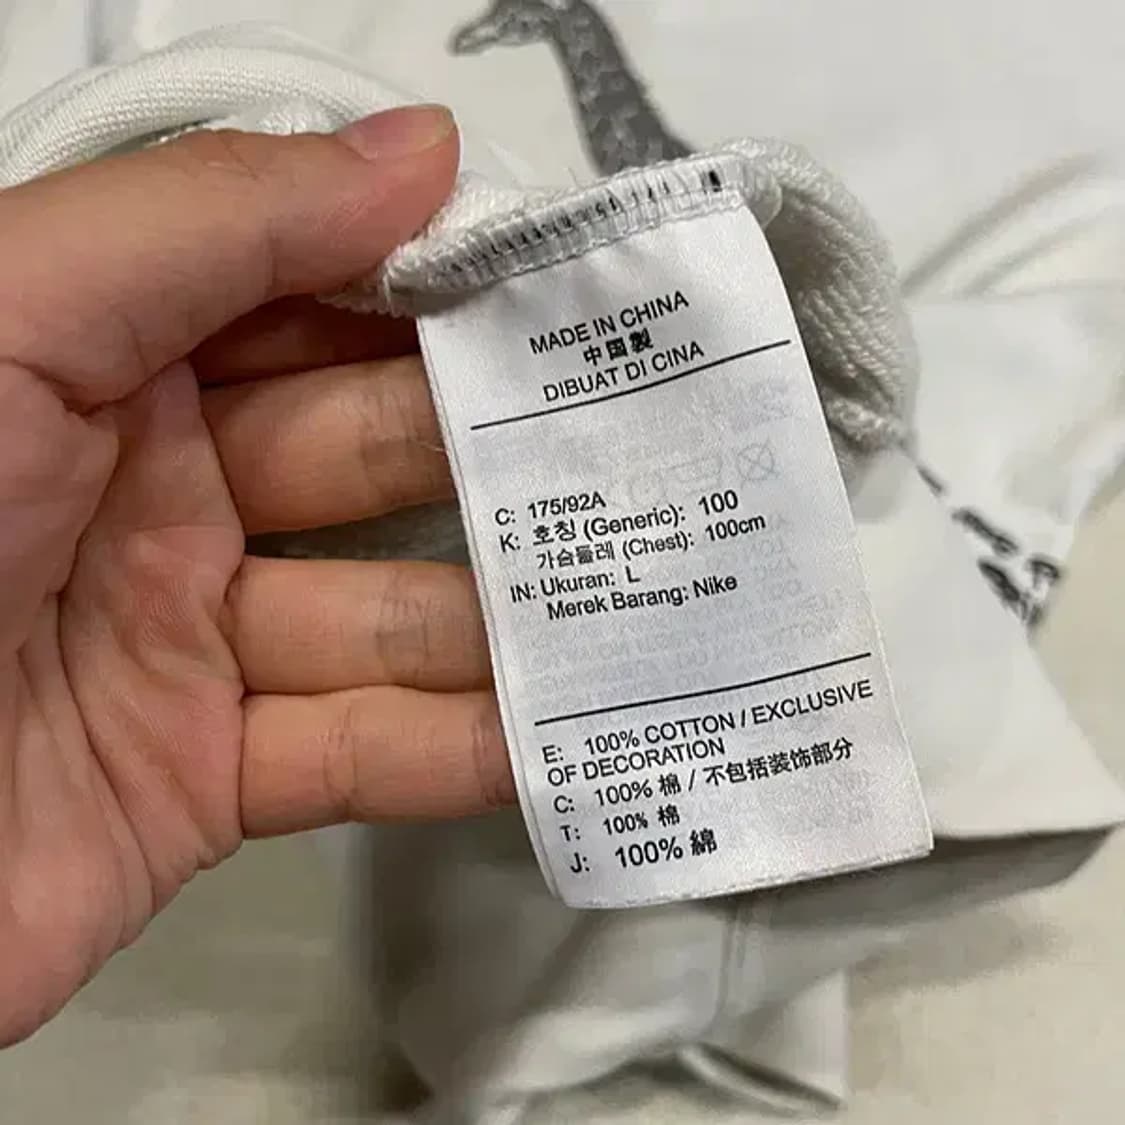 MADE IN CHINA
中国製
DIBUAT DI CINA
C: 175/92A
K: 호칭 (Generic): 100
가슴둘레 (Chest): 100cm
IN: Ukuran: L
Merek Barang: Nike
E: 100% COTTON / EXCLUSIVE
OF DECORATION
C: 100% 棉 / 不包括装饰部分
T: 100% 棉
J: 100% 綿